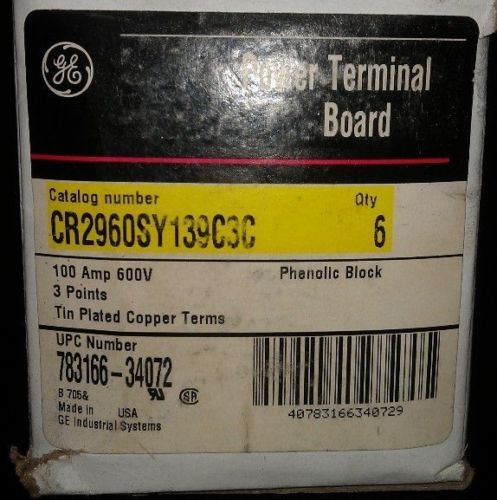 GE
Power Terminal
Board
Catalog number Qty
CR2960SY139C3C 6
100 Amp 600V Phenolic Block
3 Points
Tin Plated Copper Terms
UPC Number
783166-34072
B 705&
Made in USA
GE Industrial Systems
40783166340729